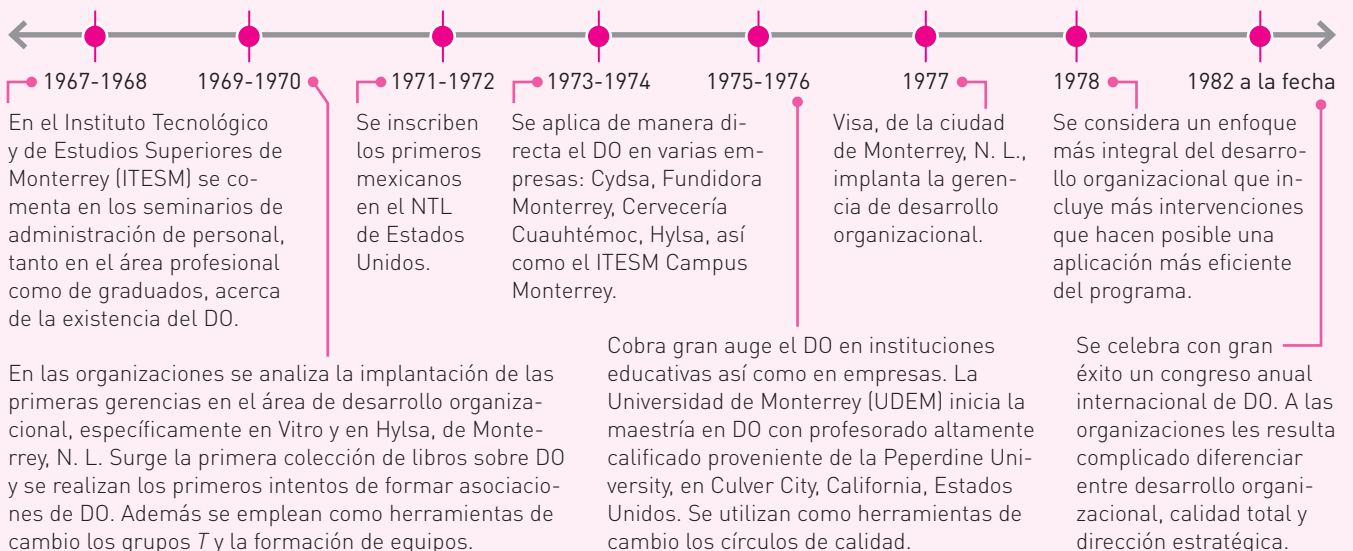 1967-1968
En el Instituto Tecnológico
y de Estudios Superiores de
Monterrey (ITESM) se co-
menta en los seminarios de
administración de personal,
tanto en el área profesional
como de graduados, acerca
de la existencia del DO.
1969-1970
En las organizaciones se analiza la implantación de las
primeras gerencias en el área de desarrollo organiza-
cional, específicamente en Vitro y en Hylsa, de Monte-
rrey, N. L. Surge la primera colección de libros sobre DO
y se realizan los primeros intentos de formar asociacio-
nes de DO. Además se emplean como herramientas de
cambio los grupos T y la formación de equipos.
1971-1972
Se inscriben
los primeros
mexicanos
en el NTL
de Estados
Unidos.
1973-1974
Se aplica de manera di-
recta el DO en varias em-
presas: Cydsa, Fundidora
Monterrey, Cervecería
Cuauhtémoc, Hylsa, así
como el ITESM Campus
Monterrey.
1975-1976
Cobra gran auge el DO en instituciones
educativas así como en empresas. La
Universidad de Monterrey (UDEM) inicia la
maestría en DO con profesorado altamente
calificado proveniente de la Peperdine Uni-
versity, en Culver City, California, Estados
Unidos. Se utilizan como herramientas de
cambio los círculos de calidad.
1977
Visa, de la ciudad
de Monterrey, N. L.,
implanta la geren-
cia de desarrollo
organizacional.
1978
Se considera un enfoque
más integral del desarro-
llo organizacional que in-
cluye más intervenciones
que hacen posible una
aplicación más eficiente
del programa.
1982 a la fecha
Se celebra con gran
éxito un congreso anual
internacional de DO. A las
organizaciones les resulta
complicado diferenciar
entre desarrollo organi-
zacional, calidad total y
dirección estratégica.